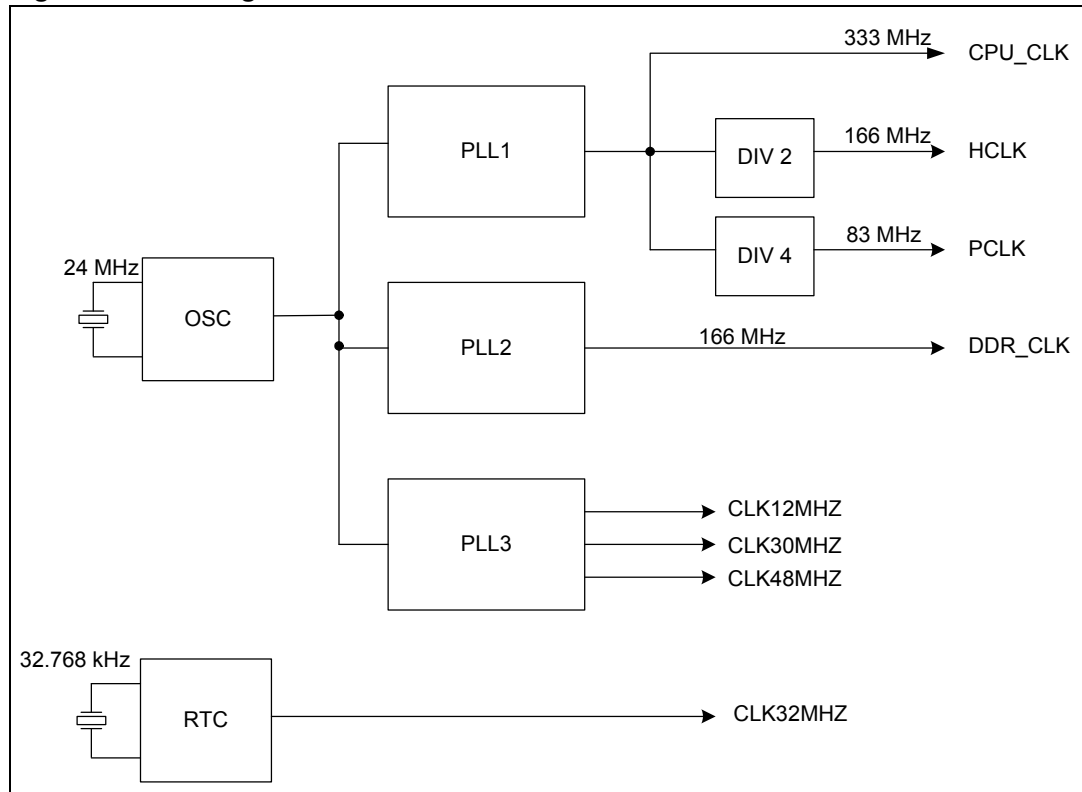 333 MHz
CPU_CLK
PLL1
DIV 2
166 MHz
HCLK
DIV 4
83 MHz
PCLK
24 MHz
OSC
PLL2
166 MHz
DDR_CLK
PLL3
CLK12MHZ
CLK30MHZ
CLK48MHZ
32.768 kHz
RTC
CLK32MHZ